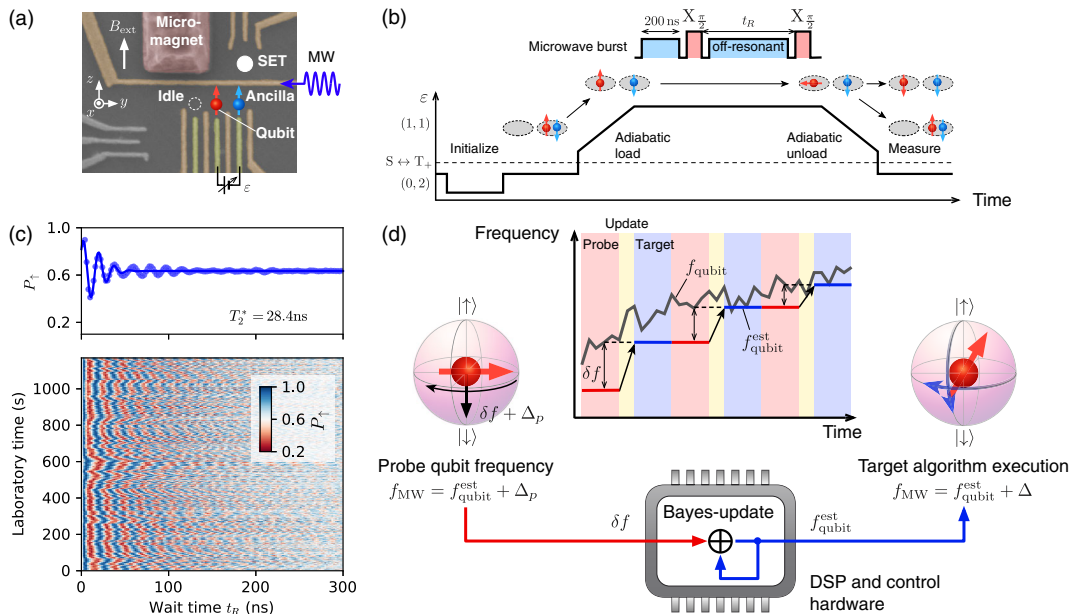 (a)
Micro-
magnet
B_ext
SET
MW
z
x
y
Idle
Ancilla
Qubit
ε
(b)
200 ns
X π/2
t_R
X π/2
Microwave burst
off-resonant
ε
(1, 1)
Initialize
Adiabatic
load
Adiabatic
unload
Measure
S ↔ T₊
(0, 2)
Time
(c)
1.0
0.6
0.2
P↑
T₂* = 28.4ns
1000
800
600
400
200
0
Laboratory time (s)
1.0
0.6
0.2
P↑
0
100
200
300
Wait time t_R (ns)
(d)
Frequency
Update
Probe
Target
f_qubit
f_qubit^est
δf
Time
|↑⟩
|↓⟩
δf + Δ_p
|↑⟩
|↓⟩
Probe qubit frequency
f_MW = f_qubit^est + Δ_p
Target algorithm execution
f_MW = f_qubit^est + Δ
Bayes-update
δf
f_qubit^est
DSP and control
hardware